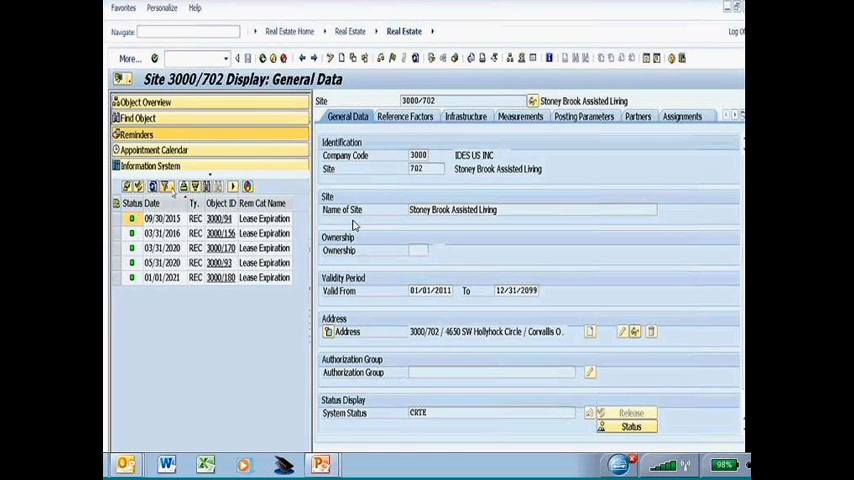 Favorites Personalize Help
Navigate: Real Estate Home Real Estate Real Estate Log Of
More...
Site 3000/702 Display: General Data
Object Overview
Find Object
Reminders
Appointment Calendar
Information System
Status Date Ty. Object ID Rem Cat Name
09/30/2015 REC 3000/94 Lease Expiration
03/31/2016 REC 3000/156 Lease Expiration
03/31/2020 REC 3000/170 Lease Expiration
05/31/2020 REC 3000/93 Lease Expiration
01/01/2021 REC 3000/180 Lease Expiration
Site 3000/702 Stoney Brook Assisted Living
General Data Reference Factors Infrastructure Measurements Posting Parameters Partners Assignments
Identification
Company Code 3000 IDES US INC
Site 702 Stoney Brook Assisted Living
Site
Name of Site Stoney Brook Assisted Living
Ownership
Ownership
Validity Period
Valid From 01/01/2011 To 12/31/2099
Address
Address 3000/702 / 4650 SW Hollyhock Circle / Corvallis O.
Authorization Group
Authorization Group
Status Display
System Status CRTE Release
Status
98%